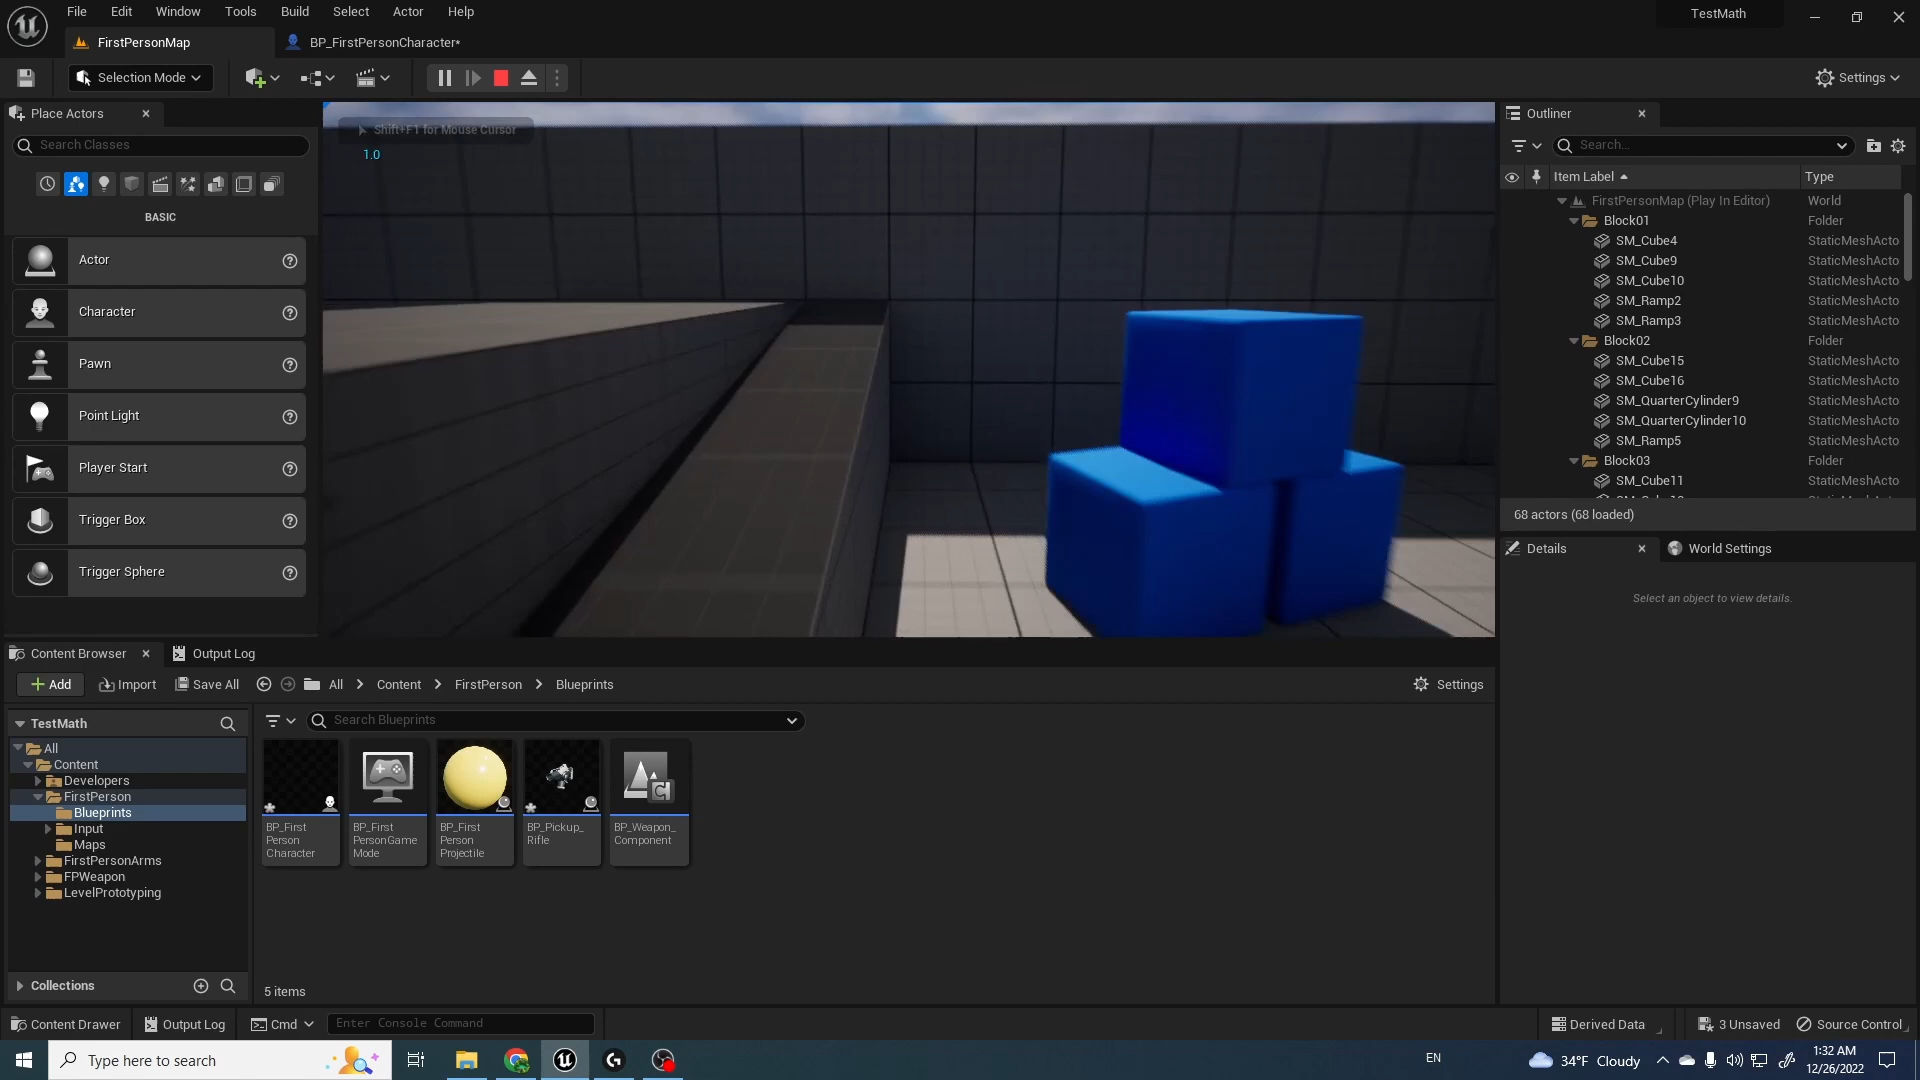 File Edit Window Tools Build Select Actor Help
TestMath
FirstPersonMap
BP_FirstPersonCharacter*
Selection Mode
Settings
Place Actors
Search Classes
BASIC
Actor
Character
Pawn
Point Light
Player Start
Trigger Box
Trigger Sphere
Shift+F1 for Mouse Cursor
1.0
Outliner
Search...
Item Label Type
FirstPersonMap (Play In Editor) World
Block01 Folder
SM_Cube4 StaticMeshActo
SM_Cube9 StaticMeshActo
SM_Cube10 StaticMeshActo
SM_Ramp2 StaticMeshActo
SM_Ramp3 StaticMeshActo
Block02 Folder
SM_Cube15 StaticMeshActo
SM_Cube16 StaticMeshActo
SM_QuarterCylinder9 StaticMeshActo
SM_QuarterCylinder10 StaticMeshActo
SM_Ramp5 StaticMeshActo
Block03 Folder
SM_Cube11 StaticMeshActo
68 actors (68 loaded)
Details World Settings
Select an object to view details.
Content Browser Output Log
Add Import Save All All Content FirstPerson Blueprints Settings
TestMath
Search Blueprints
All
Content
Developers
FirstPerson
Blueprints
Input
Maps
FirstPersonArms
FPWeapon
LevelPrototyping
Collections
BP_First
Person
Character
BP_First
PersonGame
Mode
BP_First
Person
Projectile
BP_Pickup_
Rifle
BP_Weapon_
Component
5 items
Content Drawer Output Log Cmd Enter Console Command Derived Data 3 Unsaved Source Control
Type here to search
EN
34°F Cloudy
1:32 AM
12/26/2022